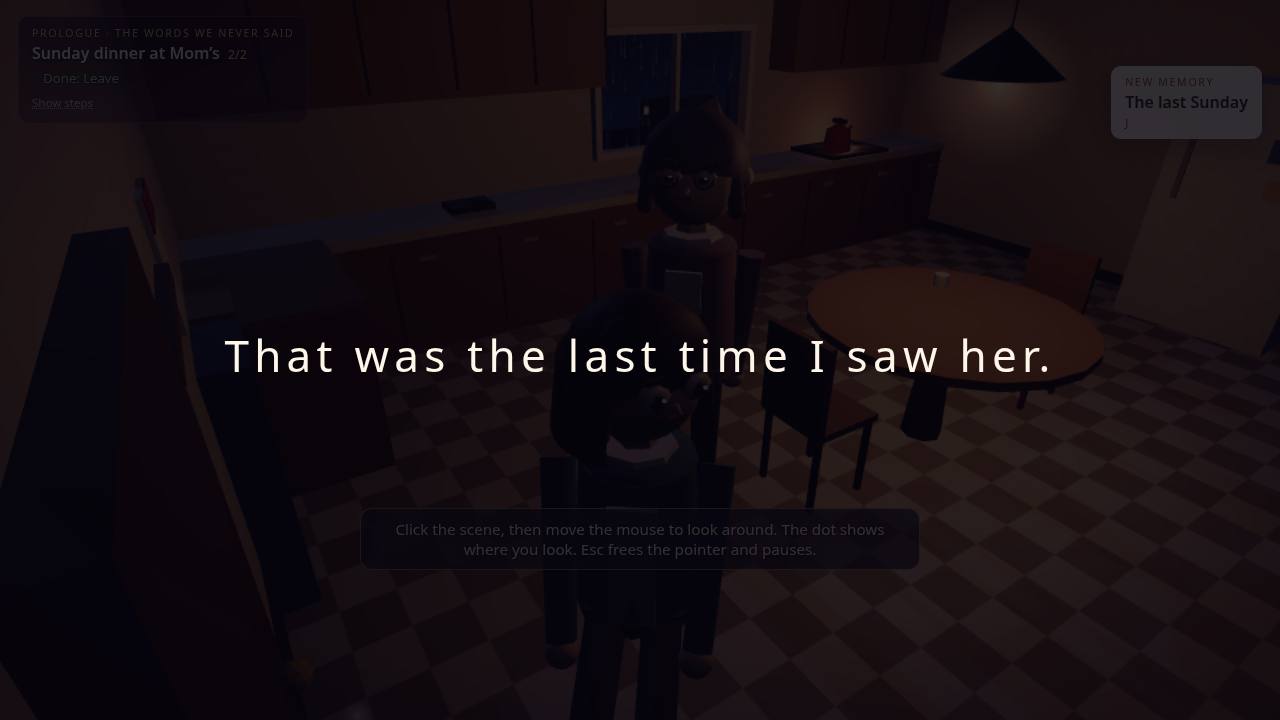 PROLOGUE · THE WORDS WE NEVER SAID
Sunday dinner at Mom's 2/2
Done: Leave
Show steps
NEW MEMORY
The last Sunday
J
That was the last time I saw her.
Click the scene, then move the mouse to look around. The dot shows
where you look. Esc frees the pointer and pauses.